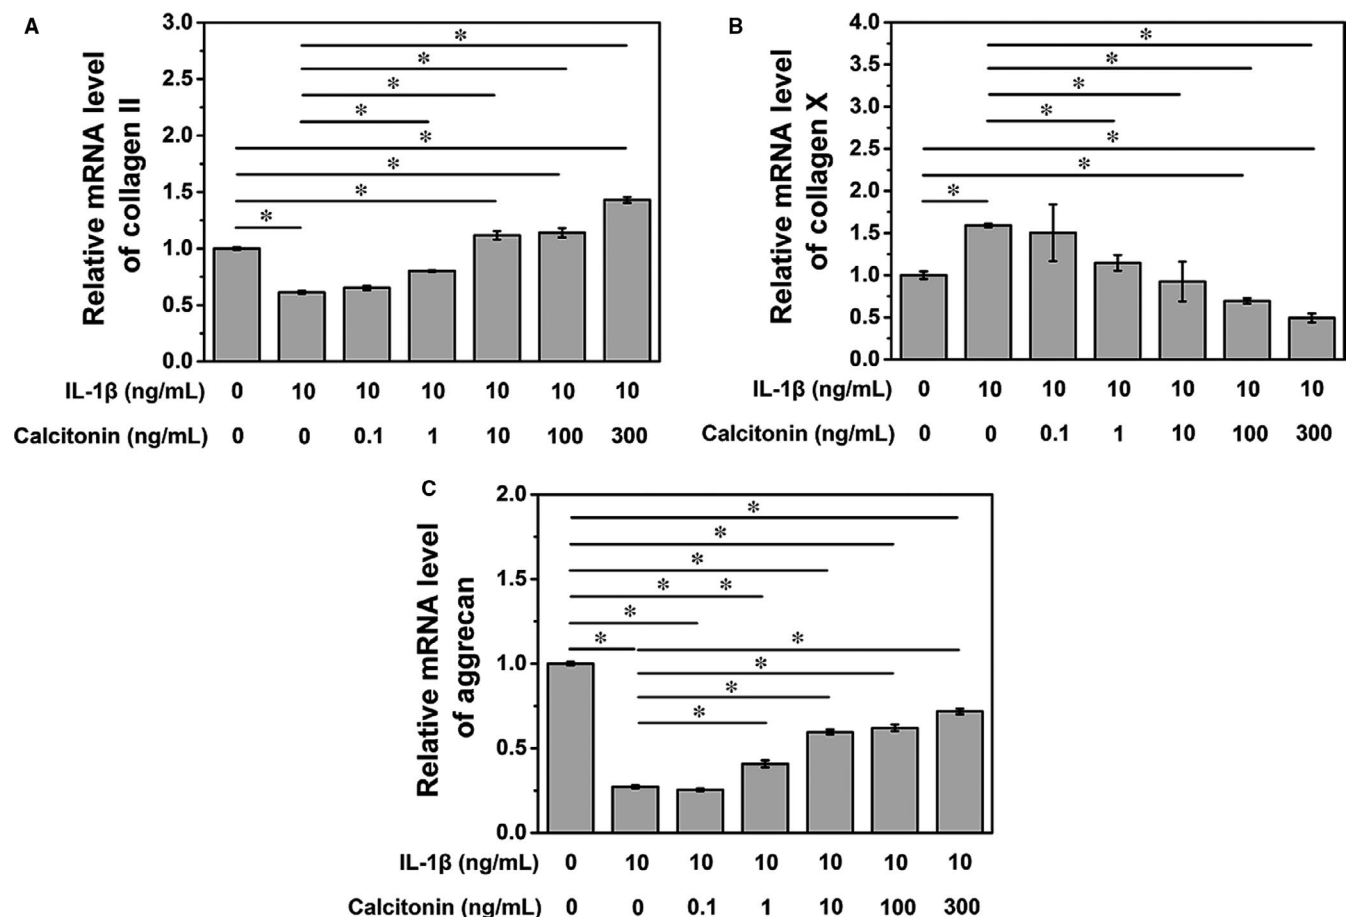 A
Relative mRNA level
of collagen II
3.0
2.5
2.0
1.5
1.0
0.5
0.0
* * * * * * * *
IL-1β (ng/mL) 0 10 10 10 10 10 10
Calcitonin (ng/mL) 0 0 0.1 1 10 100 300
B
Relative mRNA level
of collagen X
4.0
3.5
3.0
2.5
2.0
1.5
1.0
0.5
0.0
* * * * * * *
IL-1β (ng/mL) 0 10 10 10 10 10 10
Calcitonin (ng/mL) 0 0 0.1 1 10 100 300
C
Relative mRNA level
of aggrecan
2.0
1.5
1.0
0.5
0.0
* * * * * * * * * * *
IL-1β (ng/mL) 0 10 10 10 10 10 10
Calcitonin (ng/mL) 0 0 0.1 1 10 100 300